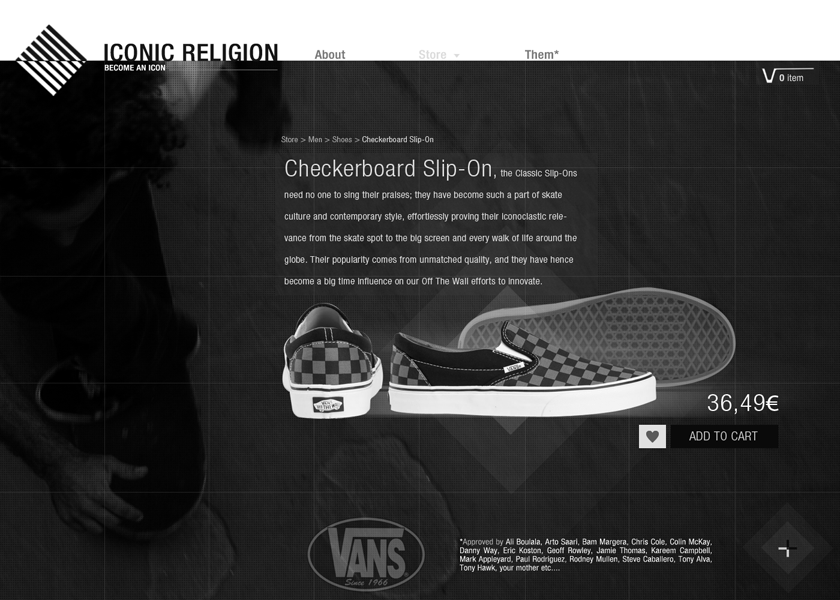 ICONIC RELIGION
BECOME AN ICON
About
Store
Them*
0 item
Store > Men > Shoes > Checkerboard Slip-On
Checkerboard Slip-On, the Classic Slip-Ons
need no one to sing their praises; they have become such a part of skate
culture and contemporary style, effortlessly proving their iconoclastic rele-
vance from the skate spot to the big screen and every walk of life around the
globe. Their popularity comes from unmatched quality, and they have hence
become a big time influence on our Off The Wall efforts to innovate.
VANS
36,49€
ADD TO CART
VANS
Since 1966
*Approved by Ali Boulala, Arto Saari, Bam Margera, Chris Cole, Colin McKay,
Danny Way, Eric Koston, Geoff Rowley, Jamie Thomas, Kareem Campbell,
Mark Appleyard, Paul Rodriguez, Rodney Mullen, Steve Caballero, Tony Alva,
Tony Hawk, your mother etc....